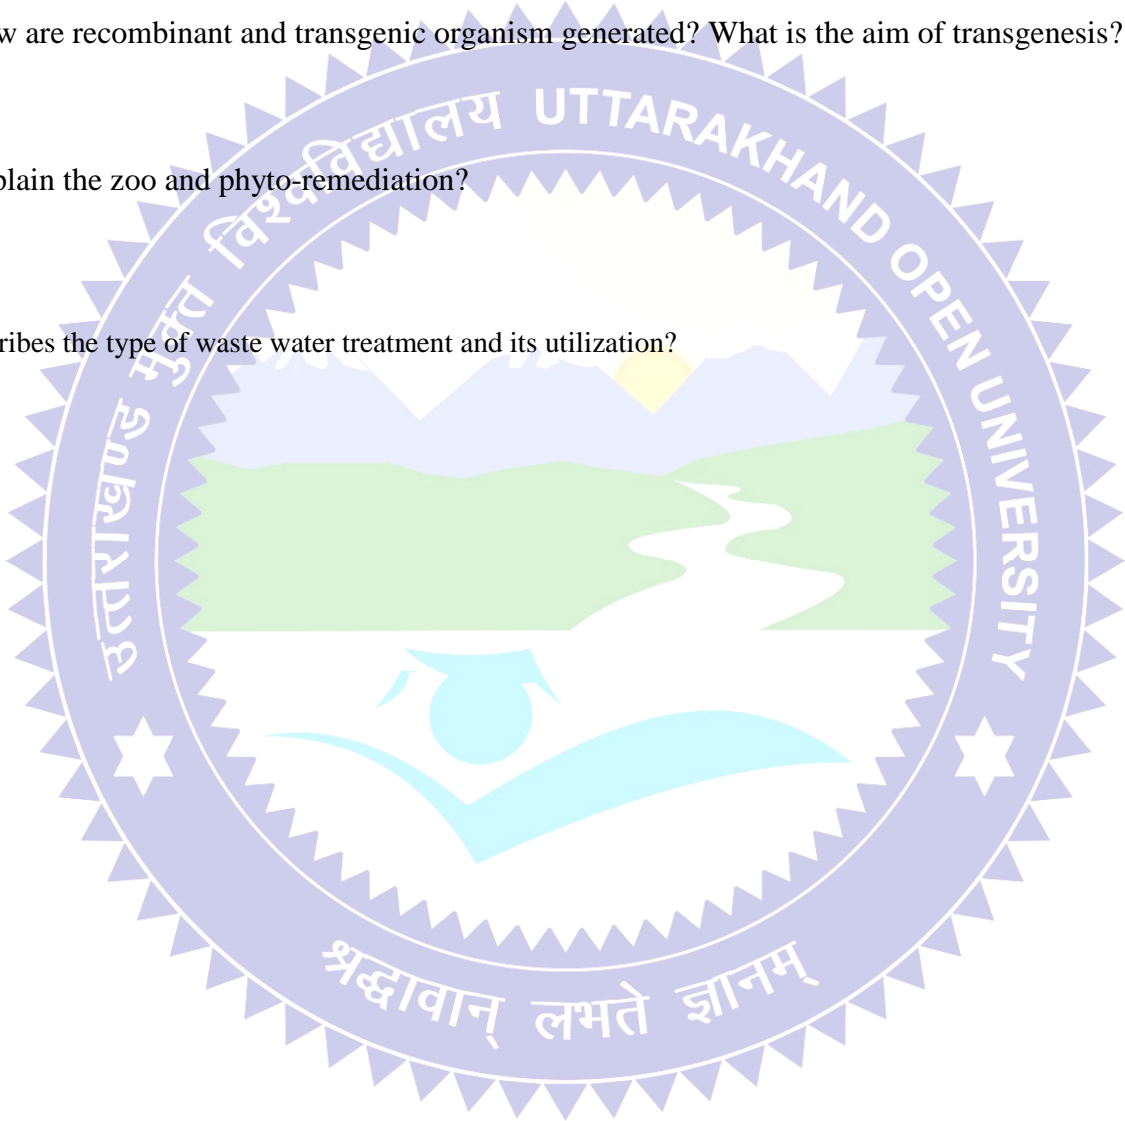 w are recombinant and transgenic organism generated? What is the aim of transgenesis?
plain the zoo and phyto-remediation?
ribes the type of waste water treatment and its utilization?
उत्तराखण्ड मुक्त विश्वविद्यालय UTTARAKHAND OPEN UNIVERSITY
श्रद्धावान् लभते ज्ञानम्